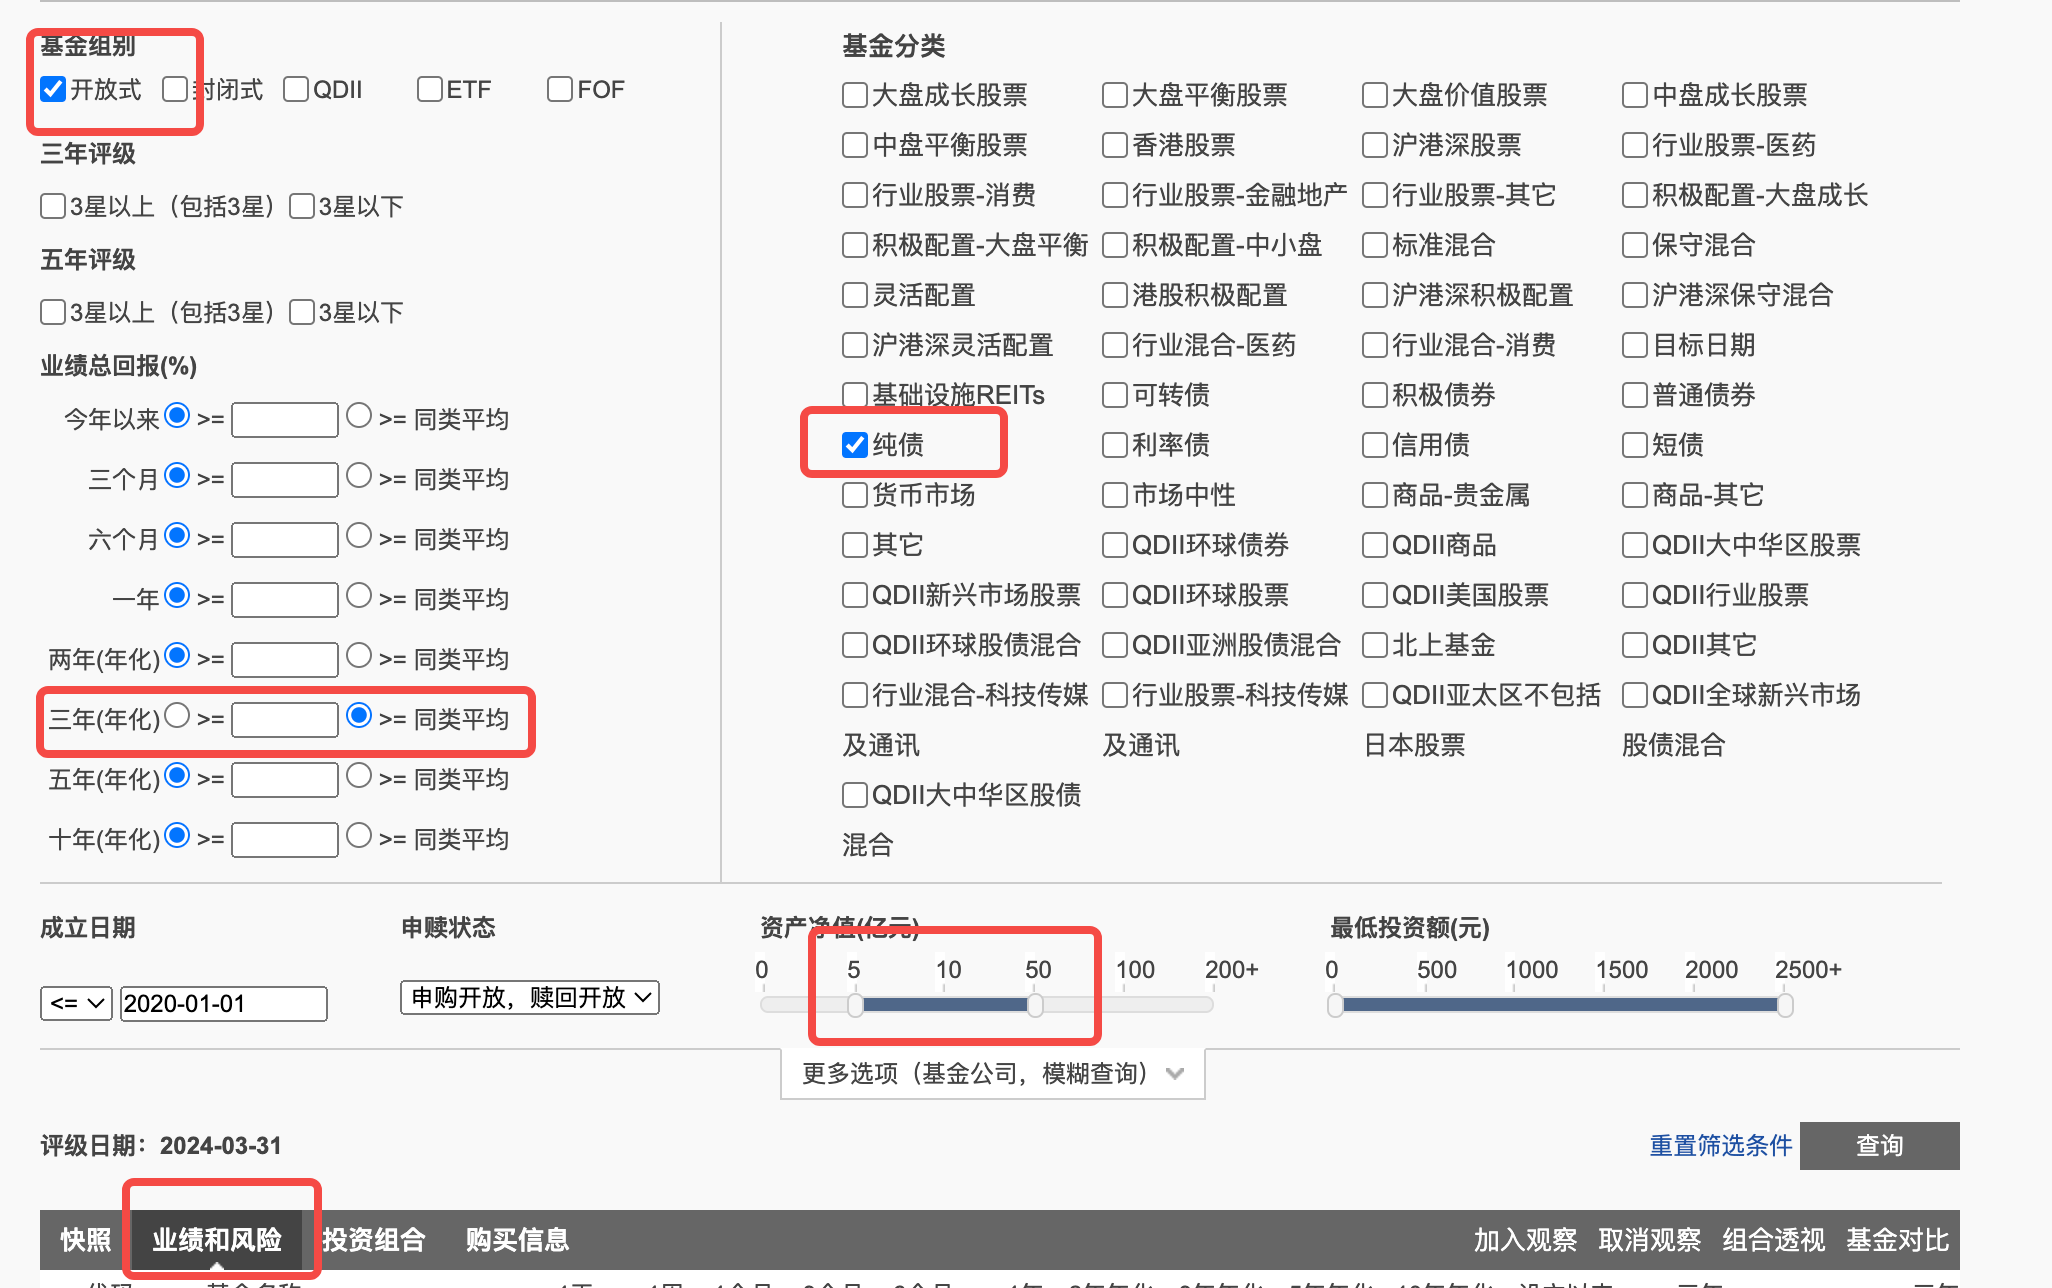 基金组别
开放式 封闭式 QDII ETF FOF
三年评级
3星以上（包括3星） 3星以下
五年评级
3星以上（包括3星） 3星以下
业绩总回报(%)
今年以来 >= >= 同类平均
三个月 >= >= 同类平均
六个月 >= >= 同类平均
一年 >= >= 同类平均
两年(年化) >= >= 同类平均
三年(年化) >= >= 同类平均
五年(年化) >= >= 同类平均
十年(年化) >= >= 同类平均
基金分类
大盘成长股票 大盘平衡股票 大盘价值股票 中盘成长股票
中盘平衡股票 香港股票 沪港深股票 行业股票-医药
行业股票-消费 行业股票-金融地产 行业股票-其它 积极配置-大盘成长
积极配置-大盘平衡 积极配置-中小盘 标准混合 保守混合
灵活配置 港股积极配置 沪港深积极配置 沪港深保守混合
沪港深灵活配置 行业混合-医药 行业混合-消费 目标日期
基础设施REITs 可转债 积极债券 普通债券
纯债 利率债 信用债 短债
货币市场 市场中性 商品-贵金属 商品-其它
其它 QDII环球债券 QDII商品 QDII大中华区股票
QDII新兴市场股票 QDII环球股票 QDII美国股票 QDII行业股票
QDII环球股债混合 QDII亚洲股债混合 北上基金 QDII其它
行业混合-科技传媒 行业股票-科技传媒 QDII亚太区不包括 QDII全球新兴市场
及通讯 及通讯 日本股票 股债混合
QDII大中华区股债
混合
成立日期 申赎状态 资产净值(亿元) 最低投资额(元)
0 5 10 50 100 200+ 0 500 1000 1500 2000 2500+
<= 2020-01-01 申购开放，赎回开放
更多选项（基金公司，模糊查询）
评级日期：2024-03-31 重置筛选条件 查询
快照 业绩和风险 投资组合 购买信息 加入观察 取消观察 组合透视 基金对比